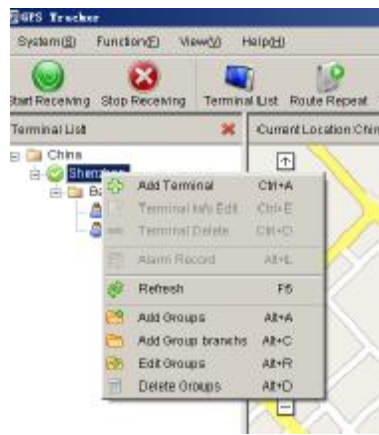 GPS Tracker
System(S) Function(F) View(V) Help(H)
Start Receiving Stop Receiving Terminal List Route Repeat
Terminal List
Current Location:Chin
China
Shenzhen
Ba
Add Terminal Ctrl+A
Terminal Info Edit Ctrl+E
Terminal Delete Ctrl+D
Alarm Record Alt+L
Refresh F5
Add Groups Alt+A
Add Group branchs Alt+C
Edit Groups Alt+R
Delete Groups Alt+D